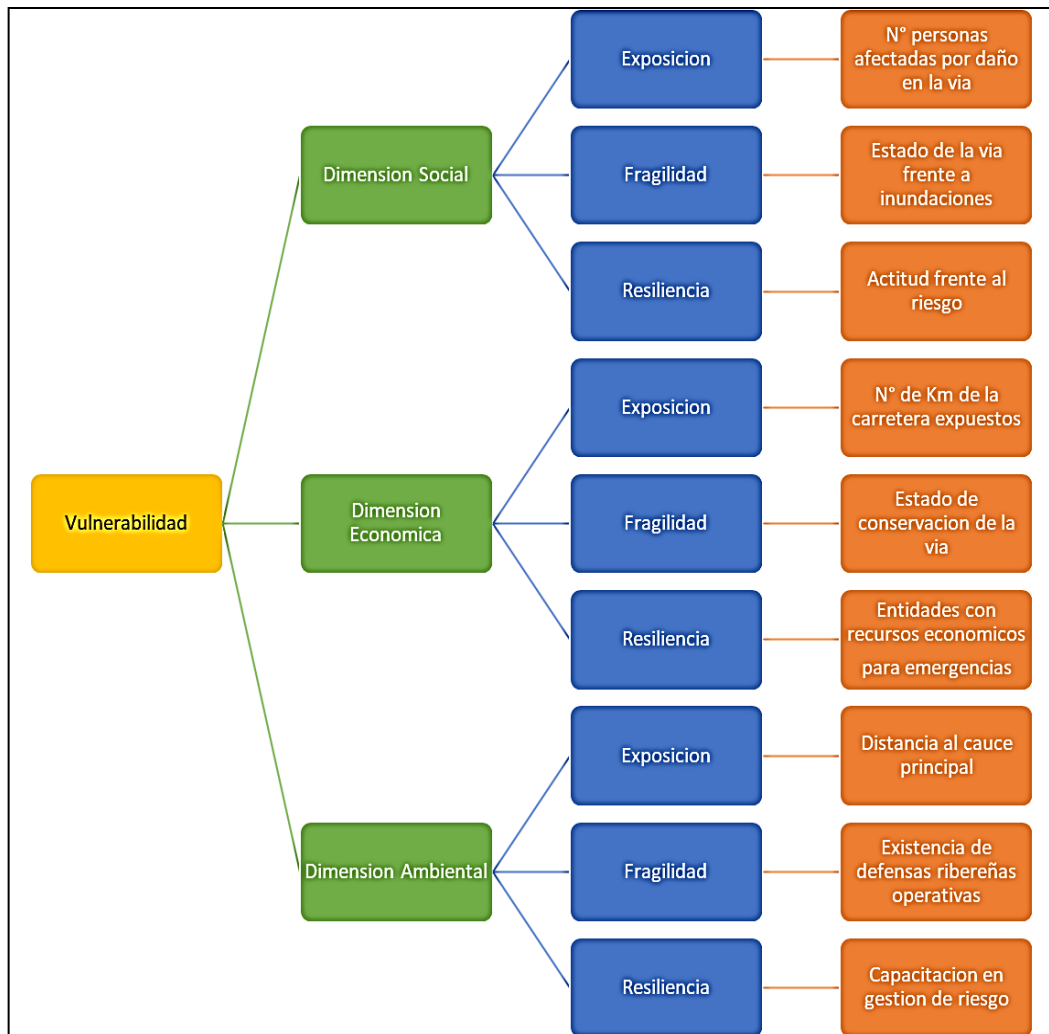 Vulnerabilidad
Dimension Social
Exposicion
N° personas
afectadas por daño
en la via
Fragilidad
Estado de la via
frente a
inundaciones
Resiliencia
Actitud frente al
riesgo
Dimension
Economica
Exposicion
N° de Km de la
carretera expuestos
Fragilidad
Estado de
conservacion de la
via
Resiliencia
Entidades con
recursos economicos
para emergencias
Dimension Ambiental
Exposicion
Distancia al cauce
principal
Fragilidad
Existencia de
defensas ribereñas
operativas
Resiliencia
Capacitacion en
gestion de riesgo